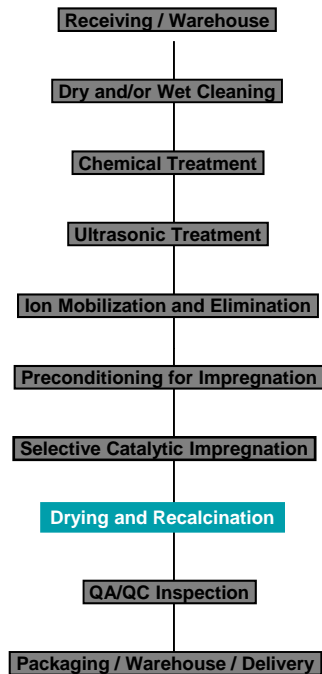 Receiving / Warehouse
Dry and/or Wet Cleaning
Chemical Treatment
Ultrasonic Treatment
Ion Mobilization and Elimination
Preconditioning for Impregnation
Selective Catalytic Impregnation
Drying and Recalcination
QA/QC Inspection
Packaging / Warehouse / Delivery